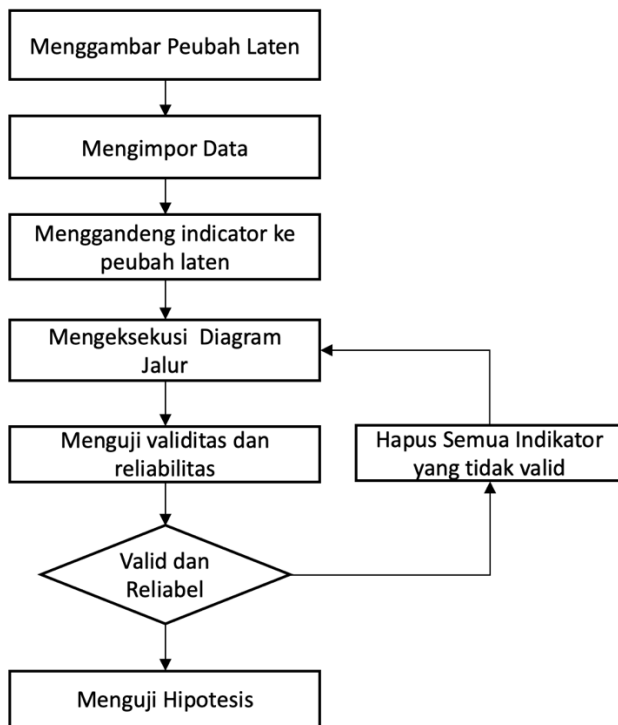 Menggambar Peubah Laten
Mengimpor Data
Menggandeng indicator ke
peubah laten
Mengeksekusi Diagram
Jalur
Menguji validitas dan
reliabilitas
Hapus Semua Indikator
yang tidak valid
Valid dan
Reliabel
Menguji Hipotesis